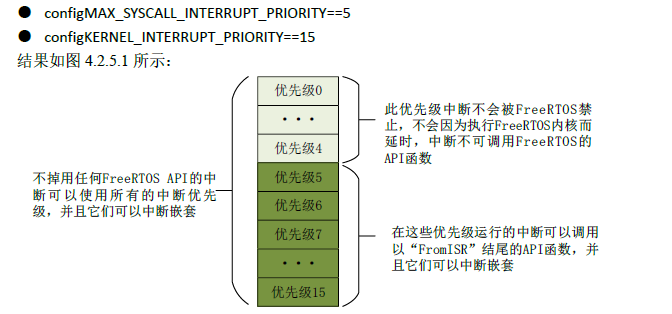 ● configMAX_SYSCALL_INTERRUPT_PRIORITY==5
● configKERNEL_INTERRUPT_PRIORITY==15
结果如图 4.2.5.1 所示：
优先级0
···
优先级4
优先级5
优先级6
优先级7
···
优先级15
不掉用任何FreeRTOS API的中
断可以使用所有的中断优先
级，并且它们可以中断嵌套
此优先级中断不会被FreeRTOS禁
止，不会因为执行FreeRTOS内核而
延时，中断不可调用FreeRTOS的
API函数
在这些优先级运行的中断可以调用
以“FromISR”结尾的API函数，并
且它们可以中断嵌套